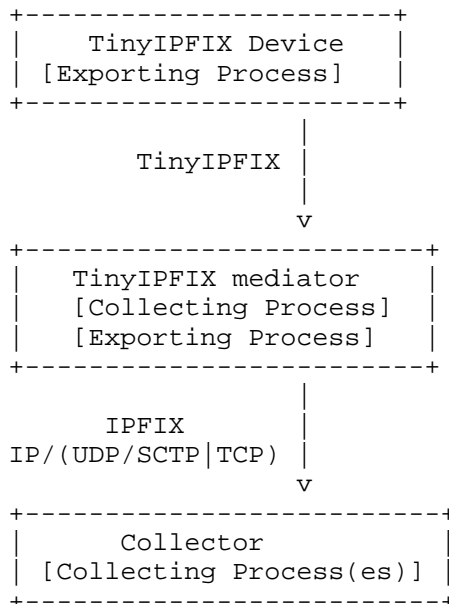 TinyIPFIX Device
[Exporting Process]
TinyIPFIX
TinyIPFIX mediator
[Collecting Process]
[Exporting Process]
IPFIX
IP/(UDP/SCTP|TCP)
Collector
[Collecting Process(es)]